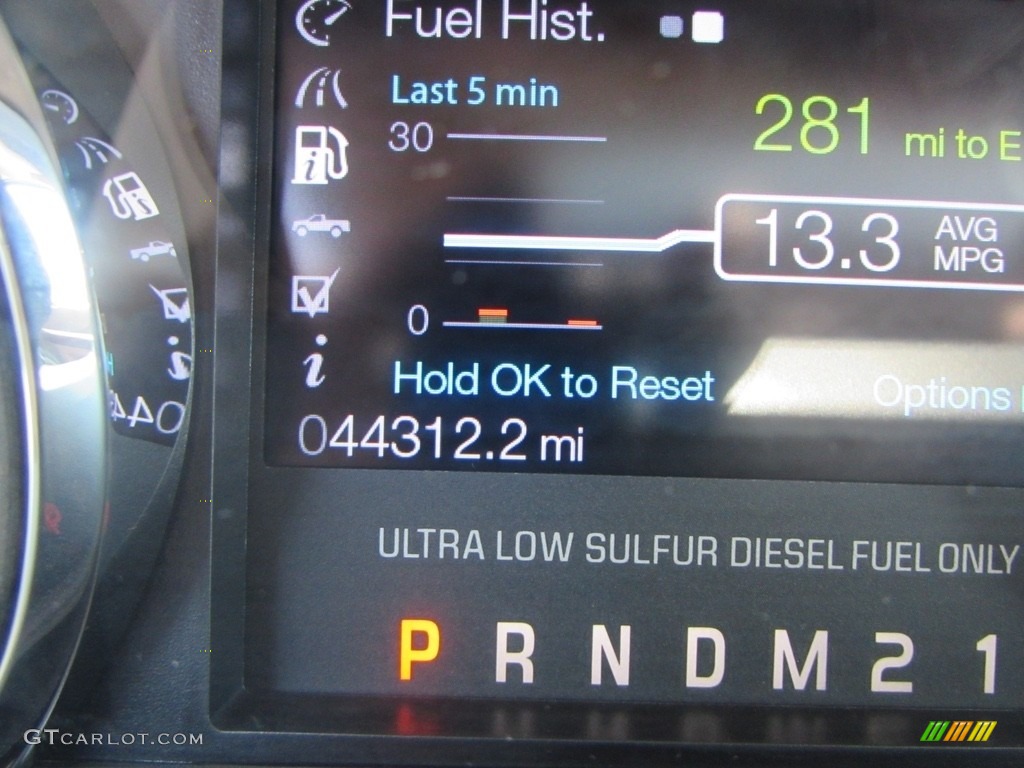 Fuel Hist.
Last 5 min
30
281 mi to E
13.3 AVG MPG
0
Hold OK to Reset
Options
044312.2 mi
ULTRA LOW SULFUR DIESEL FUEL ONLY
P R N D M 2 1
GTCARLOT.COM